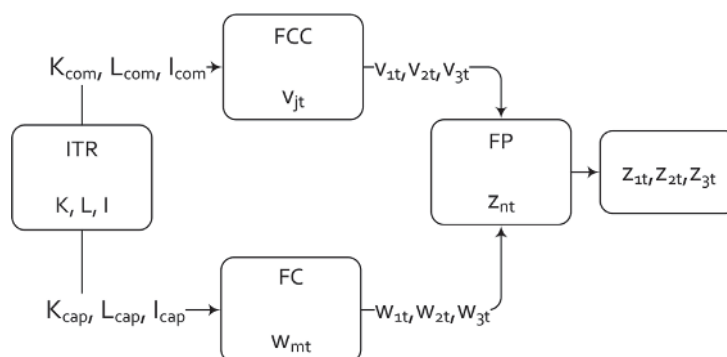 FCC
K_com, L_com, I_com
v_1t, v_2t, v_3t
v_jt
ITR
K, L, I
FP
z_nt
z_1t, z_2t, z_3t
FC
K_cap, L_cap, I_cap
w_1t, w_2t, w_3t
w_mt